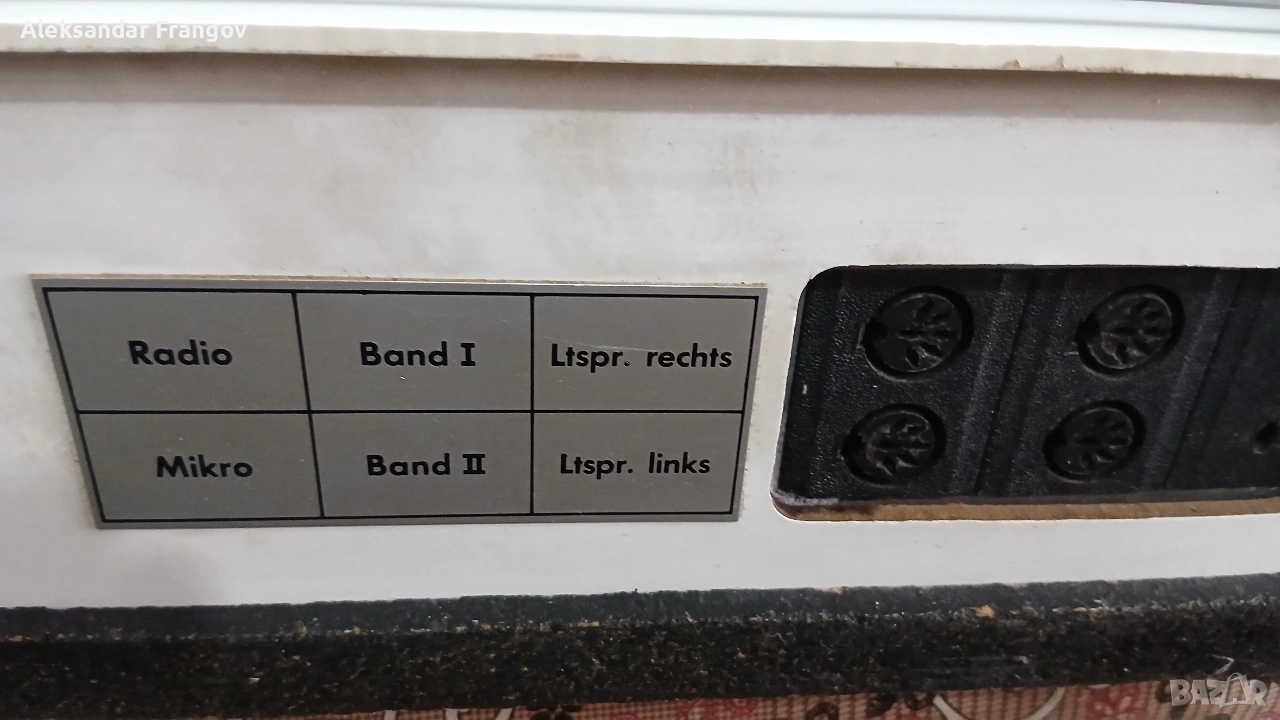 Aleksandar Frangov
Radio Band I Ltspr. rechts
Mikro Band II Ltspr. links
BAZAR